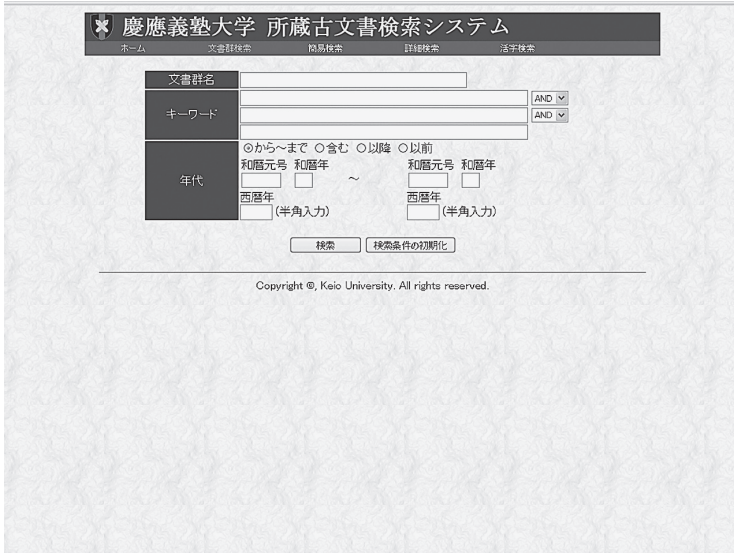 慶應義塾大学 所蔵古文書検索システム
ホーム 文書群検索 簡易検索 詳細検索 活字検索
文書群名
キーワード
AND
AND
年代
から～まで 含む 以降 以前
和暦元号 和暦年 ～ 和暦元号 和暦年
西暦年 西暦年
(半角入力) (半角入力)
検索 検索条件の初期化
Copyright ©, Keio University. All rights reserved.